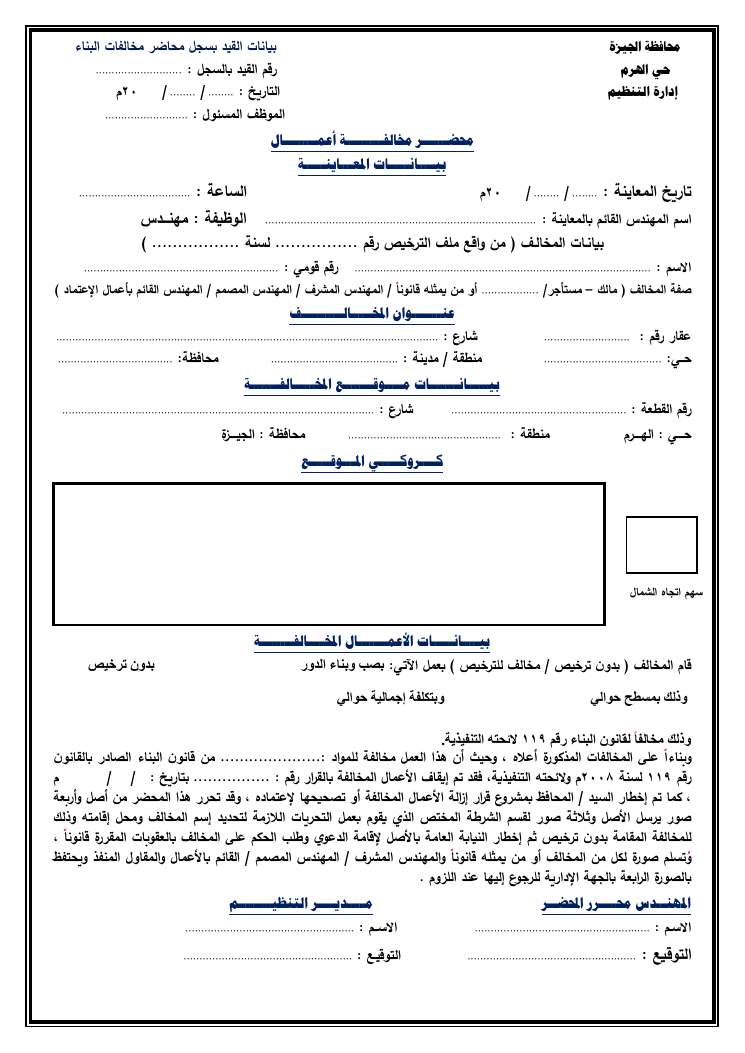 محافظة الجيزة
حي الهرم
إدارة التنظيم
بيانات القيد بسجل محاضر مخالفات البناء
رقم القيد بالسجل : ...........................
التاريخ : ........ / ........ / ٢٠م
الموظف المسئول : ..........................
محضر مخالفة أعمال
بيانات المعاينة
تاريخ المعاينة : ........ / ........ / ٢٠م الساعة : ...................................
اسم المهندس القائم بالمعاينة : ..................................................... الوظيفة : مهندس
بيانات المخالف ( من واقع ملف الترخيص رقم ................ لسنة ................. )
الاسم : ..................................................... رقم قومي : .....................................................
صفة المخالف ( مالك – مستأجر/ .................. أو من يمثله قانوناً / المهندس المشرف / المهندس المصمم / المهندس القائم بأعمال الإعتماد )
عنوان المخالف
عقار رقم : ........................... شارع : .....................................................
حي: ..................................... منطقة / مدينة : ........................................ محافظة: ....................................
بيانات موقع المخالفة
رقم القطعة : ..................................................... شارع : .....................................................
حي : الهرم منطقة : ................................................ محافظة : الجيزة
كروكي الموقع
سهم اتجاه الشمال
بيانات الأعمال المخالفة
قام المخالف ( بدون ترخيص / مخالف للترخيص ) بعمل الآتي: بصب وبناء الدور بدون ترخيص
وذلك بمسطح حوالي وبتكلفة إجمالية حوالي
وذلك مخالفاً لقانون البناء رقم ١١٩ لائحته التنفيذية.
وبناءاً على المخالفات المذكورة أعلاه ، وحيث أن هذا العمل مخالفة للمواد :..................... من قانون البناء الصادر بالقانون
رقم ١١٩ لسنة ٢٠٠٨م ولائحته التنفيذية، فقد تم إيقاف الأعمال المخالفة بالقرار رقم : ................ بتاريخ : / / م
، كما تم إخطار السيد / المحافظ بمشروع قرار إزالة الأعمال المخالفة أو تصحيحها لإعتماده ، وقد تحرر هذا المحضر من أصل وأربعة
صور يرسل الأصل وثلاثة صور لقسم الشرطة المختص الذي يقوم بعمل التحريات اللازمة لتحديد إسم المخالف ومحل إقامته وذلك
للمخالفة المقامة بدون ترخيص ثم إخطار النيابة العامة بالأصل لإقامة الدعوي وطلب الحكم على المخالف بالعقوبات المقررة قانوناً ،
وُتسلم صورة لكل من المخالف أو من يمثله قانوناً والمهندس المشرف / المهندس المصمم / القائم بالأعمال والمقاول المنفذ ويحتفظ
بالصورة الرابعة بالجهة الإدارية للرجوع إليها عند اللزوم .
المهندس محرر المحضر مدير التنظيم
الاسم : ..................................................... الاسم : .....................................................
التوقيع : ..................................................... التوقيع : .....................................................